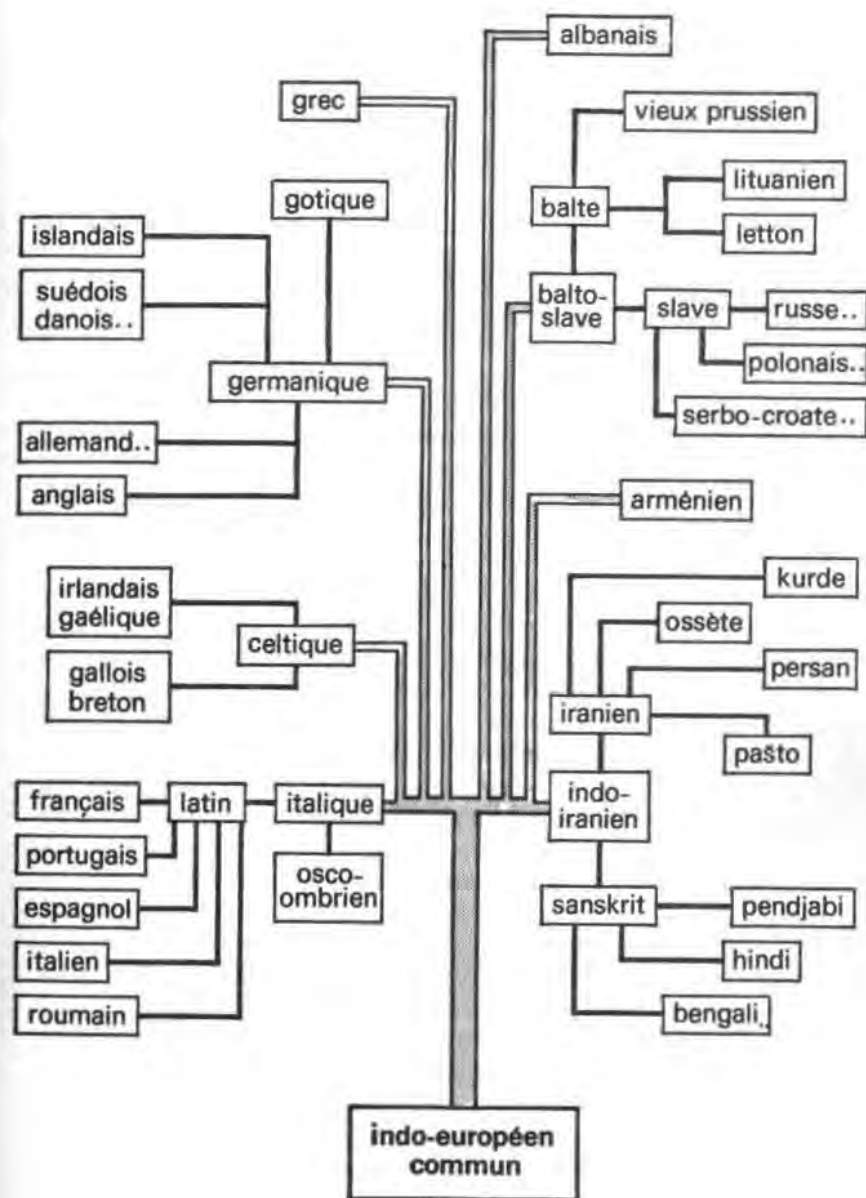 albanais
grec
vieux prussien
gotique
balte
lituanien
letton
islandais
suédois
danois..
balto-
slave
slave
russe..
germanique
polonais..
serbo-croate..
allemand..
anglais
arménien
irlandais
gaélique
kurde
celtique
ossète
gallois
breton
persan
iranien
pašto
français
latin
italique
indo-
iranien
portugais
osco-
ombrien
espagnol
sanskrit
pendjabi
italien
hindi
roumain
bengali..
indo-européen
commun